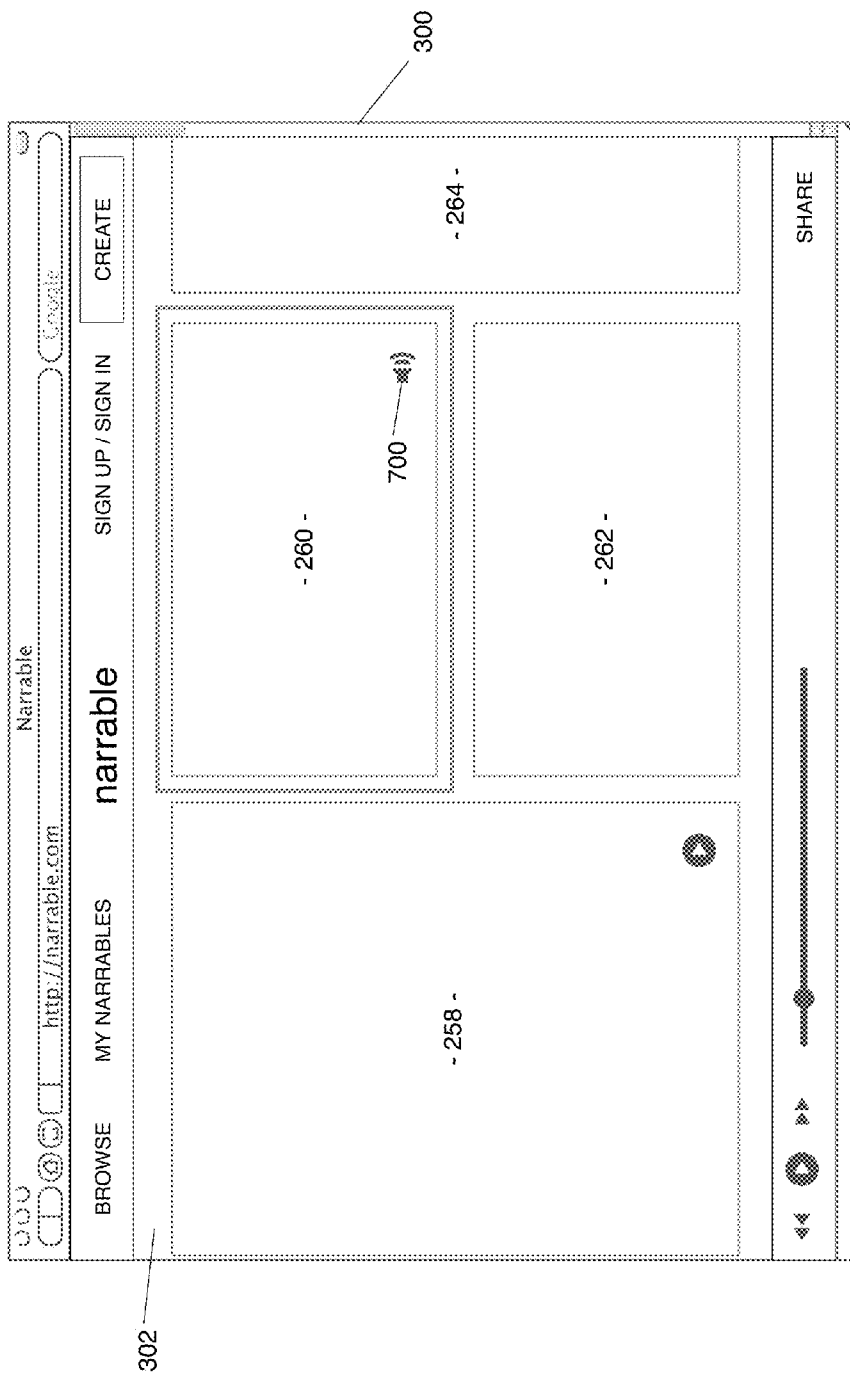 Narrable
http://narrable.com
Google
BROWSE MY NARRABLES narrable SIGN UP / SIGN IN CREATE
302
300
- 258 -
- 260 -
700
- 262 -
- 264 -
SHARE